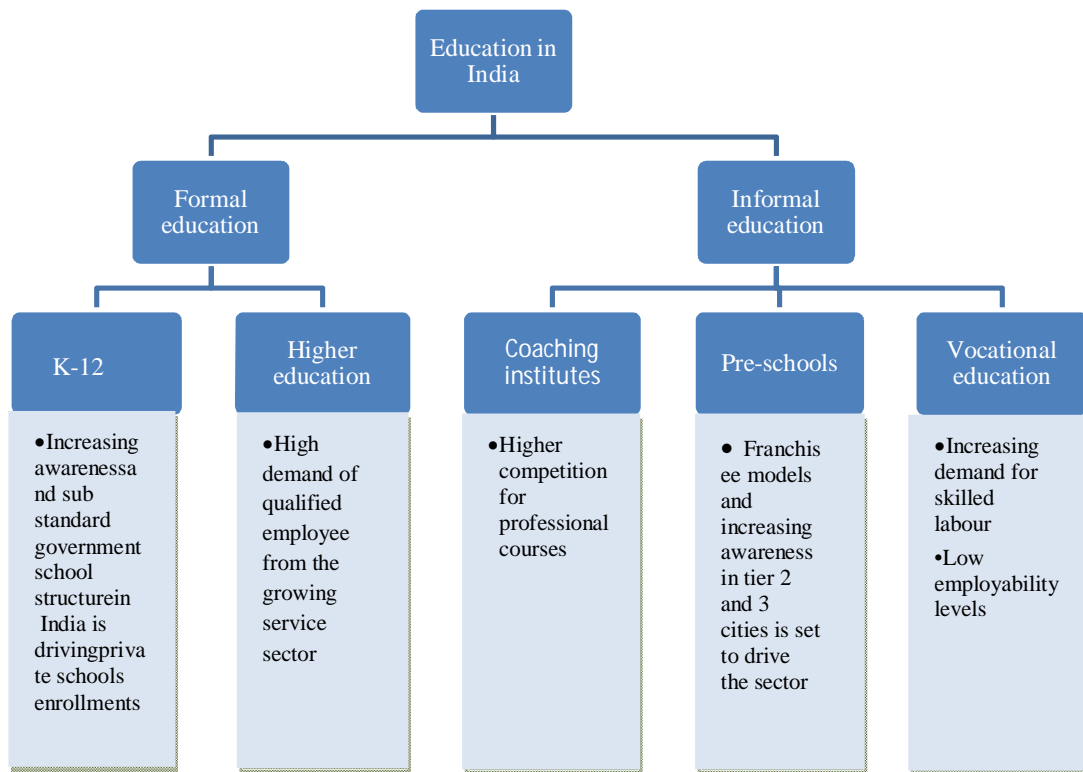 Education in
India
Formal
education
Informal
education
K-12
•Increasing
awarenessa
nd sub
standard
government
school
structurein
India is
drivingpriva
te schools
enrollments
Higher
education
•High
demand of
qualified
employee
from the
growing
service
sector
Coaching
institutes
•Higher
competition
for
professional
courses
Pre-schools
• Franchis
ee models
and
increasing
awareness
in tier 2
and 3
cities is set
to drive
the sector
Vocational
education
•Increasing
demand for
skilled
labour
•Low
employability
levels